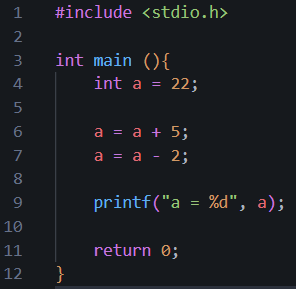 1 #include <stdio.h>
2
3 int main (){
4     int a = 22;
5
6     a = a + 5;
7     a = a - 2;
8
9     printf("a = %d", a);
10
11     return 0;
12 }